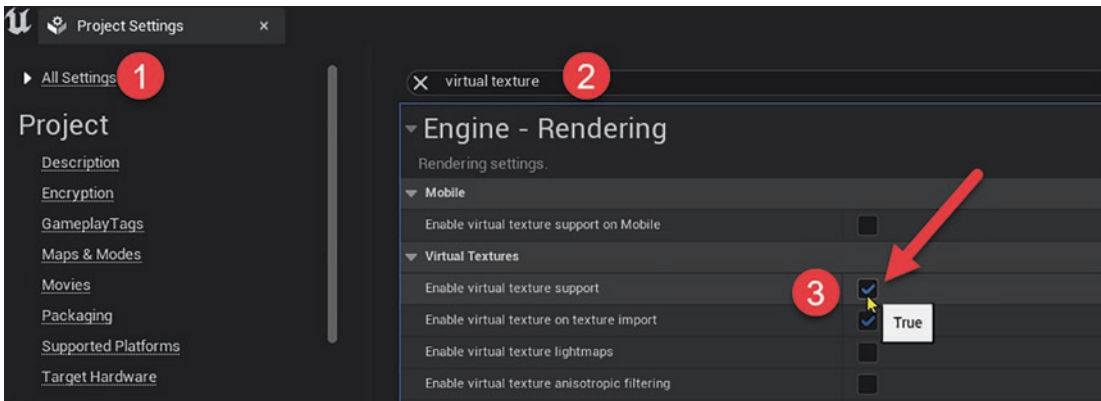 Project Settings
All Settings 1
virtual texture 2
Project
Description
Encryption
GameplayTags
Maps & Modes
Movies
Packaging
Supported Platforms
Target Hardware
Engine - Rendering
Rendering settings.
Mobile
Enable virtual texture support on Mobile
Virtual Textures
Enable virtual texture support 3
True
Enable virtual texture on texture import
Enable virtual texture lightmaps
Enable virtual texture anisotropic filtering